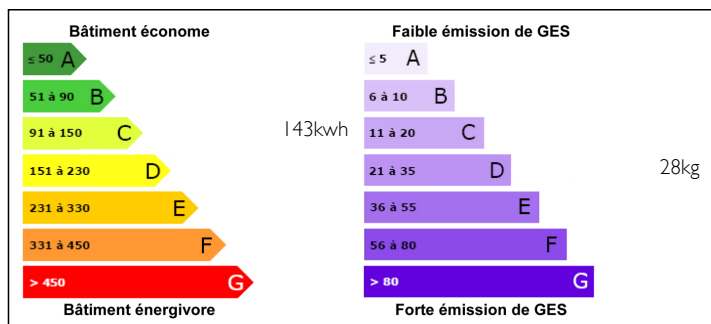 Bâtiment économe
≤ 50 A
51 à 90 B
91 à 150 C
143kwh
151 à 230 D
231 à 330 E
331 à 450 F
> 450 G
Bâtiment énergivore
Faible émission de GES
≤ 5 A
6 à 10 B
11 à 20 C
21 à 35 D
28kg
36 à 55 E
56 à 80 F
> 80 G
Forte émission de GES